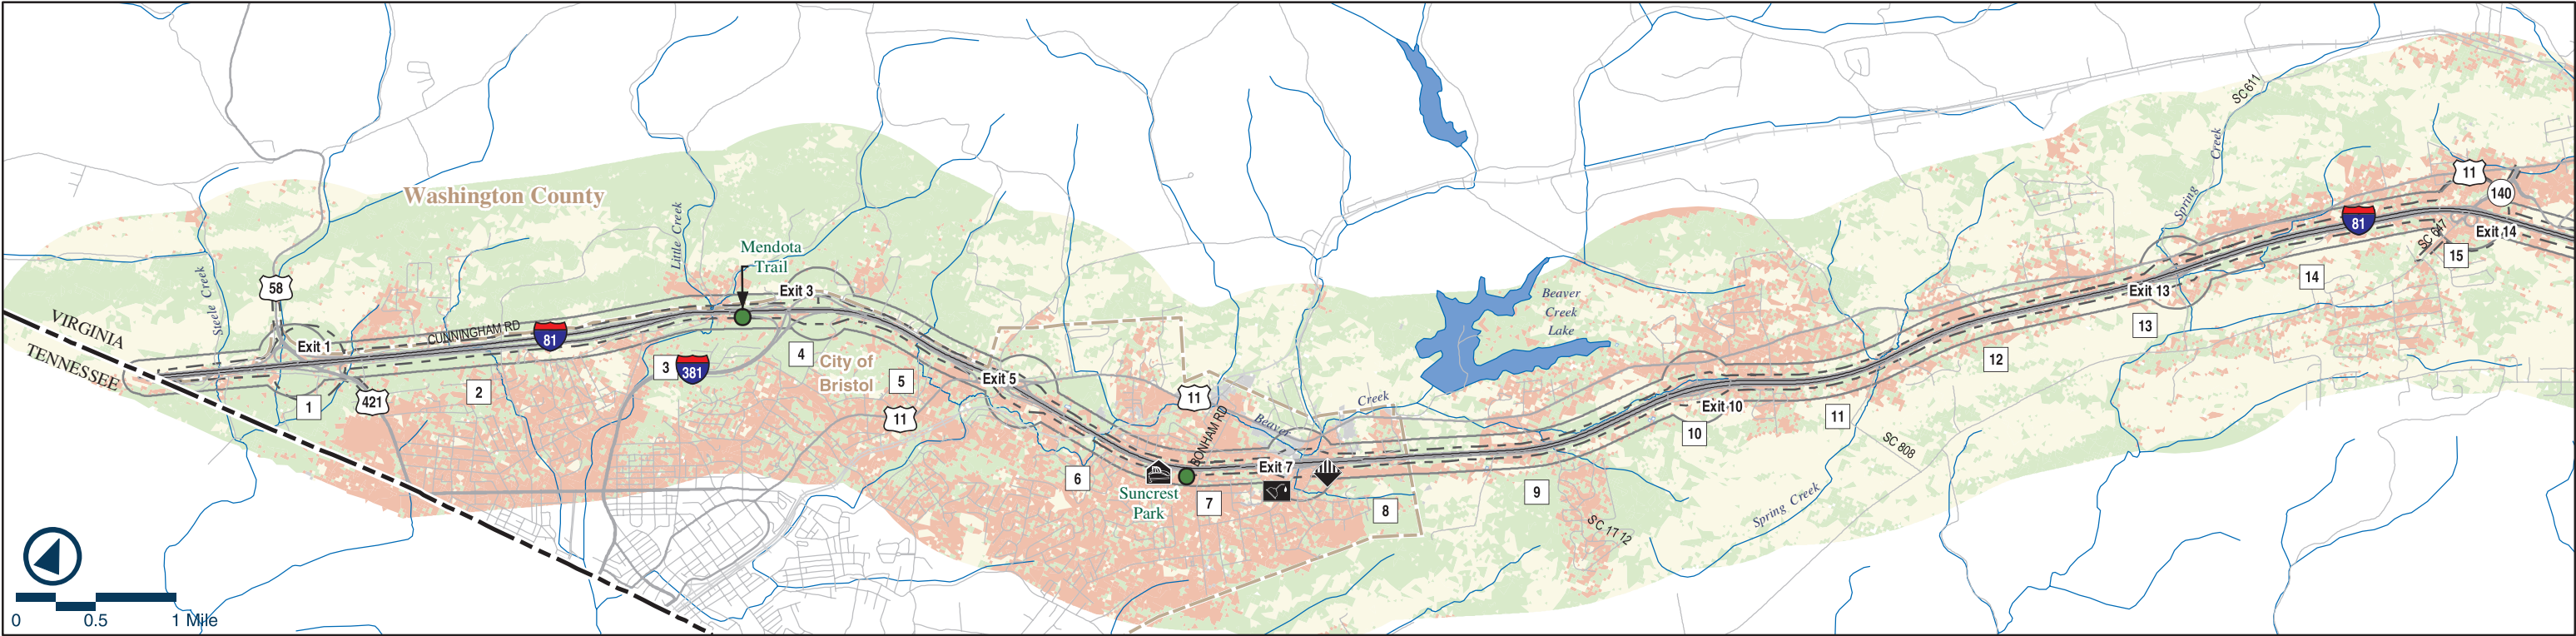 SC 611
Creek
11
140
Spring
Washington County
Little Creek
81
SC 647
Exit 14
Mendota
Trail
15
Steele Creek
58
14
Exit 3
Exit 13
Beaver
Creek
Lake
VIRGINIA
CUNNINGHAM RD
81
13
Exit 1
TENNESSEE
4
City of
Bristol
3
381
12
5
Exit 5
2
421
1
11
11
Creek
Exit 10
BONHAM RD
Beaver
10
11
SC 808
Exit 7
6
Suncrest
Park
7
8
9
Spring Creek
SC 17 12
0
0.5
1 Mile